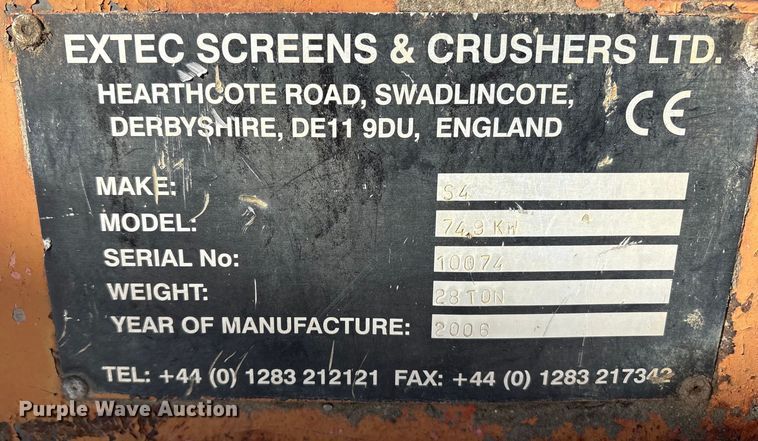 EXTEC SCREENS & CRUSHERS LTD.
HEARTHCOTE ROAD, SWADLINCOTE,
DERBYSHIRE, DE11 9DU, ENGLAND
CE
MAKE: S4
MODEL: 74.3 KW
SERIAL No: 10074
WEIGHT: 28 TON
YEAR OF MANUFACTURE: 2006
TEL: +44 (0) 1283 212121 FAX: +44 (0) 1283 217342
Purple Wave Auction